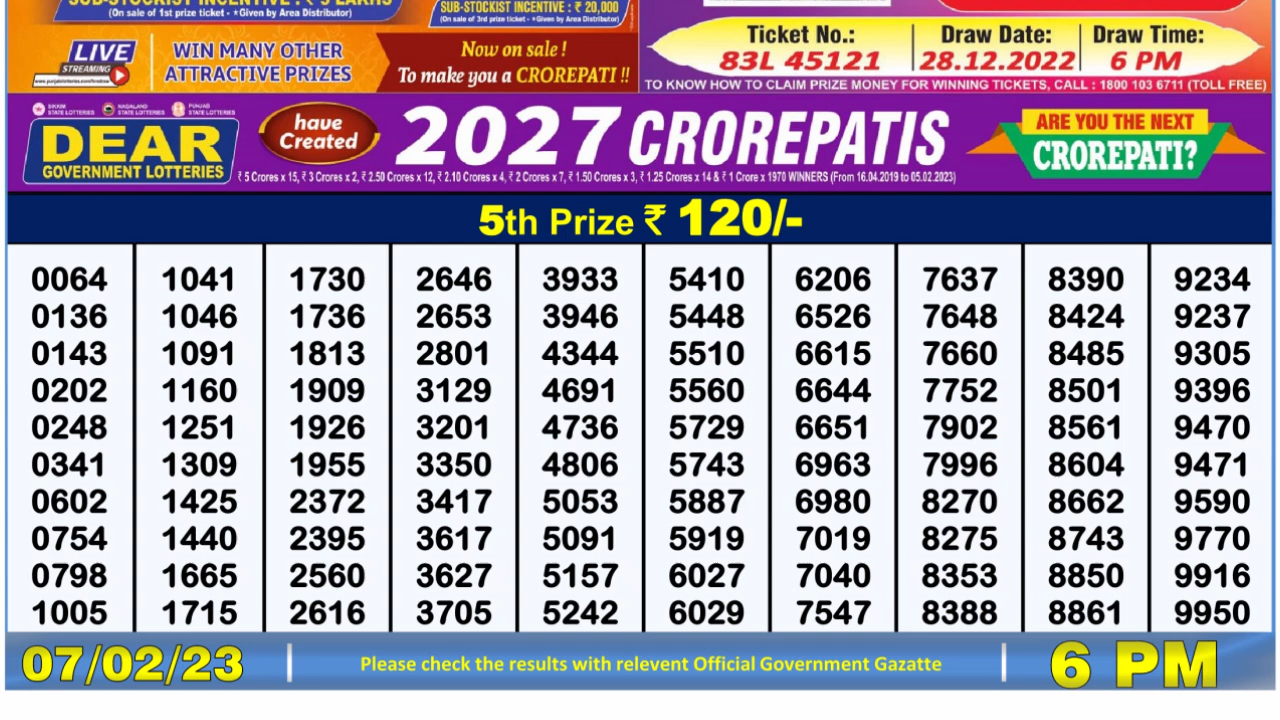 SUB-STOCKIST INCENTIVE : ₹ 5 LAKHS
(On sale of 1st prize ticket - *Given by Area Distributor)
SUB-STOCKIST INCENTIVE : ₹ 20,000
(On sale of 3rd prize ticket - *Given by Area Distributor)
LIVE
STREAMING
WIN MANY OTHER
ATTRACTIVE PRIZES
Now on sale !
To make you a CROREPATI !!
Ticket No.: Draw Date: Draw Time:
83L 45121 28.12.2022 6 PM
TO KNOW HOW TO CLAIM PRIZE MONEY FOR WINNING TICKETS, CALL : 1800 103 6711 (TOLL FREE)
SIKKIM STATE LOTTERIES NAGALAND STATE LOTTERIES PUNJAB STATE LOTTERIES
DEAR
GOVERNMENT LOTTERIES
have
Created
2027 CROREPATIS
ARE YOU THE NEXT
CROREPATI?
₹ 5 Crores x 15, ₹ 3 Crores x 2, ₹ 2.50 Crores x 12, ₹ 2.10 Crores x 4, ₹ 2 Crores x 7, ₹ 1.50 Crores x 3, ₹ 1.25 Crores x 14 & ₹ 1 Crore x 1970 WINNERS (From 16.04.2019 to 05.02.2023)
5th Prize ₹ 120/-
0064 1041 1730 2646 3933 5410 6206 7637 8390 9234
0136 1046 1736 2653 3946 5448 6526 7648 8424 9237
0143 1091 1813 2801 4344 5510 6615 7660 8485 9305
0202 1160 1909 3129 4691 5560 6644 7752 8501 9396
0248 1251 1926 3201 4736 5729 6651 7902 8561 9470
0341 1309 1955 3350 4806 5743 6963 7996 8604 9471
0602 1425 2372 3417 5053 5887 6980 8270 8662 9590
0754 1440 2395 3617 5091 5919 7019 8275 8743 9770
0798 1665 2560 3627 5157 6027 7040 8353 8850 9916
1005 1715 2616 3705 5242 6029 7547 8388 8861 9950
07/02/23 Please check the results with relevent Official Government Gazatte 6 PM